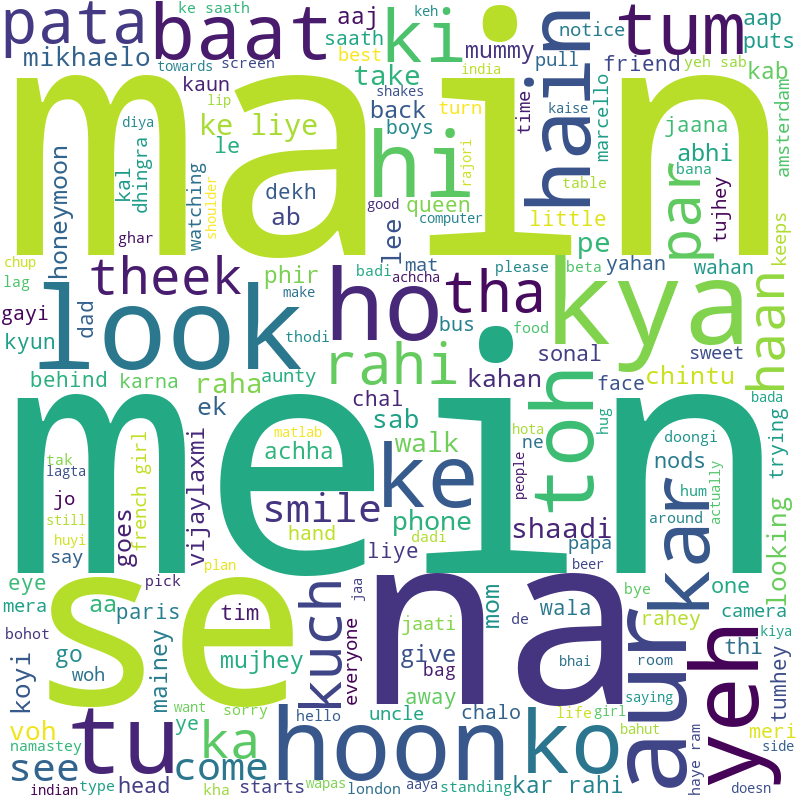 pata
baat
ke saath
keh
ki
aaj
saath
best
mummy
notice
tum
aap
puts
mikhaelo
towards
screen
kaun
lip
shakes
take
india
yeh sab
pull
friend
kab
main
diya
dhingra
ke liye
le
back
boys
turn
time
hain
kaise
marcello
jaana
abhi
bana
amsterdam
honeymoon
kal
watching
shoulder
dekh
ab
hi
good
queen
computer
rajori
table
little
par
tujhey
keeps
ghar
lee
pe
chup
lag
theek
phir
badi
mat
achcha
please
beta
yahan
wahan
haan
gayi
kyun
look
dad
make
thodi
ho
tha
bus
food
kya
sonal
sweet
behind
karna
raha
aunty
rahi
kahan
face
chintu
bada
ek
chal
sab
toh
hug
mein
tak
lagta
jo
still
huyi
say
goes
french girl
vijaylaxmi
matlab
achha
smile
hand
plan
ke
walk
phone
dadi
liye
hota
ne
people
shaadi
papa
beer
doongi
nods
hum
around
actually
trying
looking
kar
eye
mera
aa
pick
bohot
paris
se
tim
kuch
jaa
everyone
na
mom
jaati
give
bag
away
de
wala
bhai
bye
rahey
room
one
camera
thi
kiya
tumhey
yeh
koyi
go
woh
mainey
mujhey
voh
want
ye
sorry
hello
uncle
chalo
life
girl
saying
bahut
aur
meri
namastey
see
tu
ka
come
hoon
ko
haye ram
side
indian
type
head
kha
starts
wapas
london
aaya
standing
kar rahi
doesn